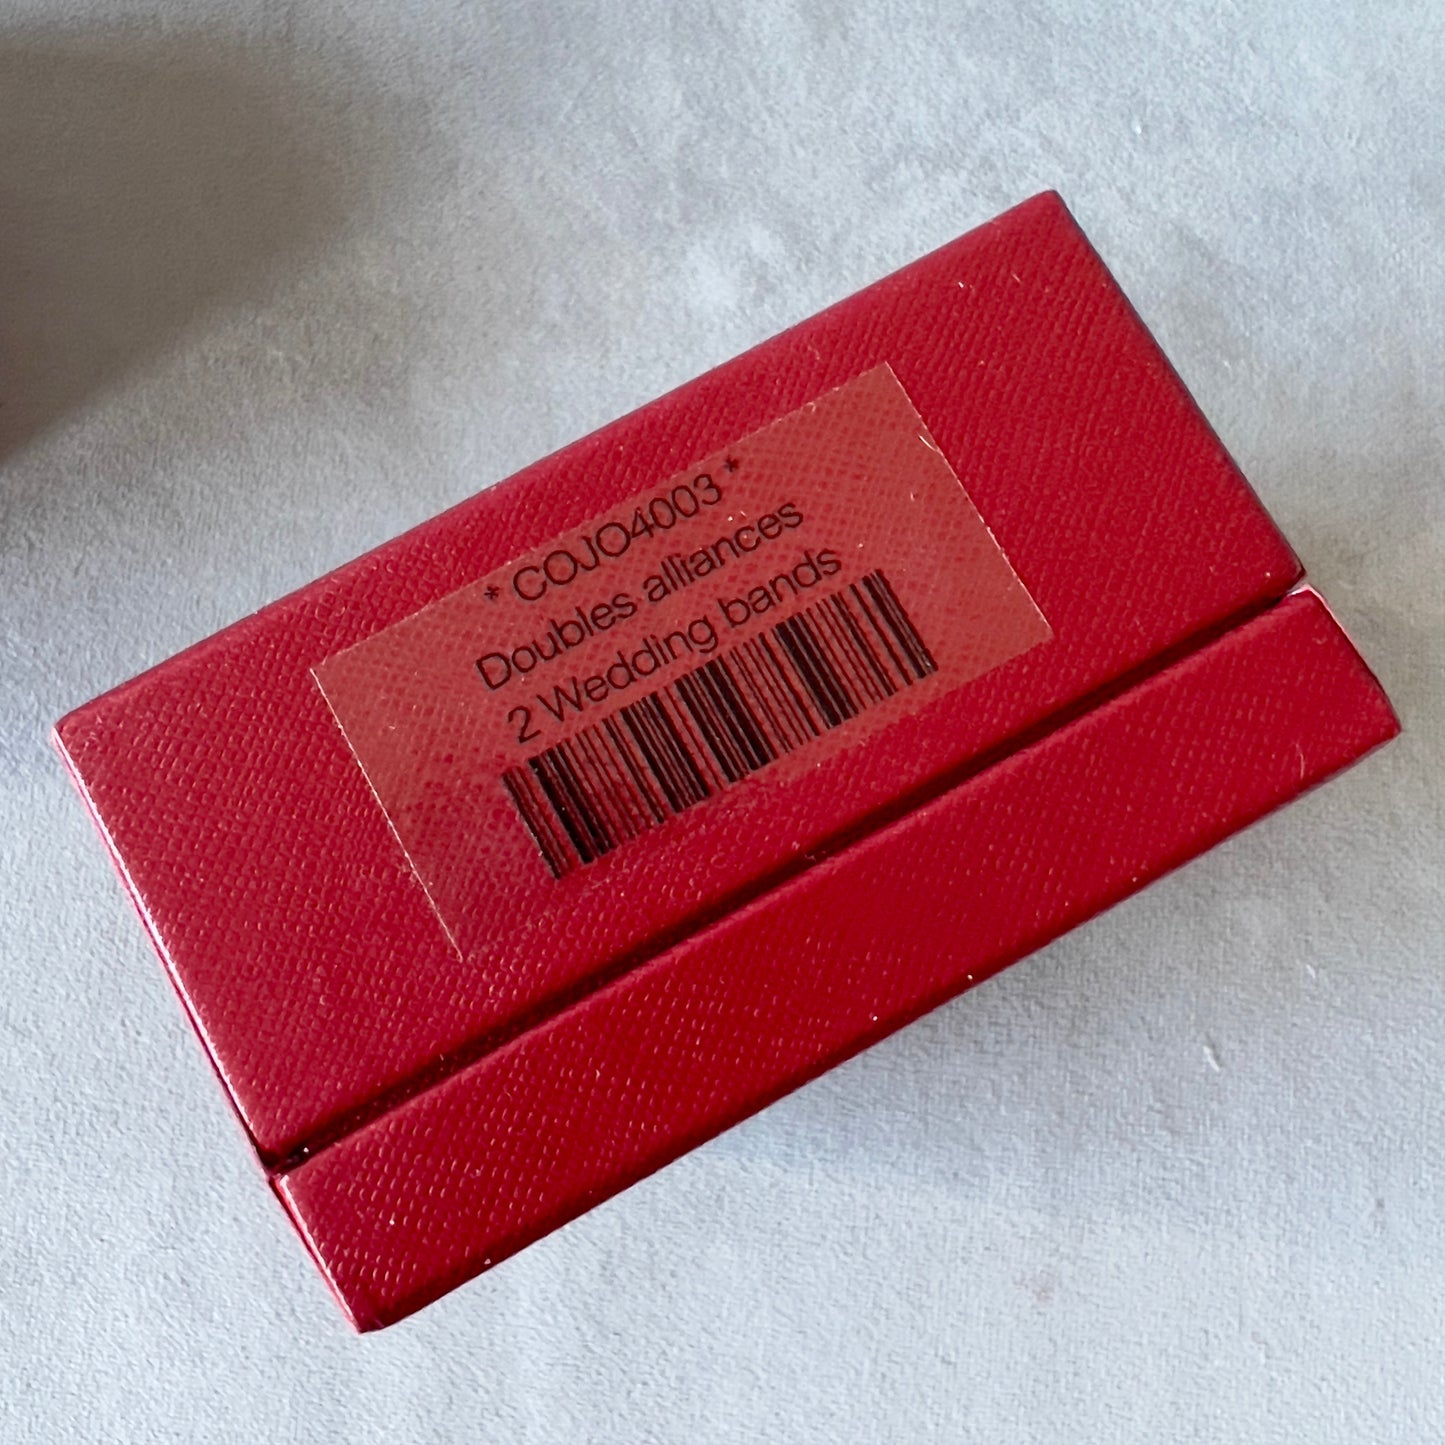 * COJO4003 *
Doubles alliances
2 Wedding bands